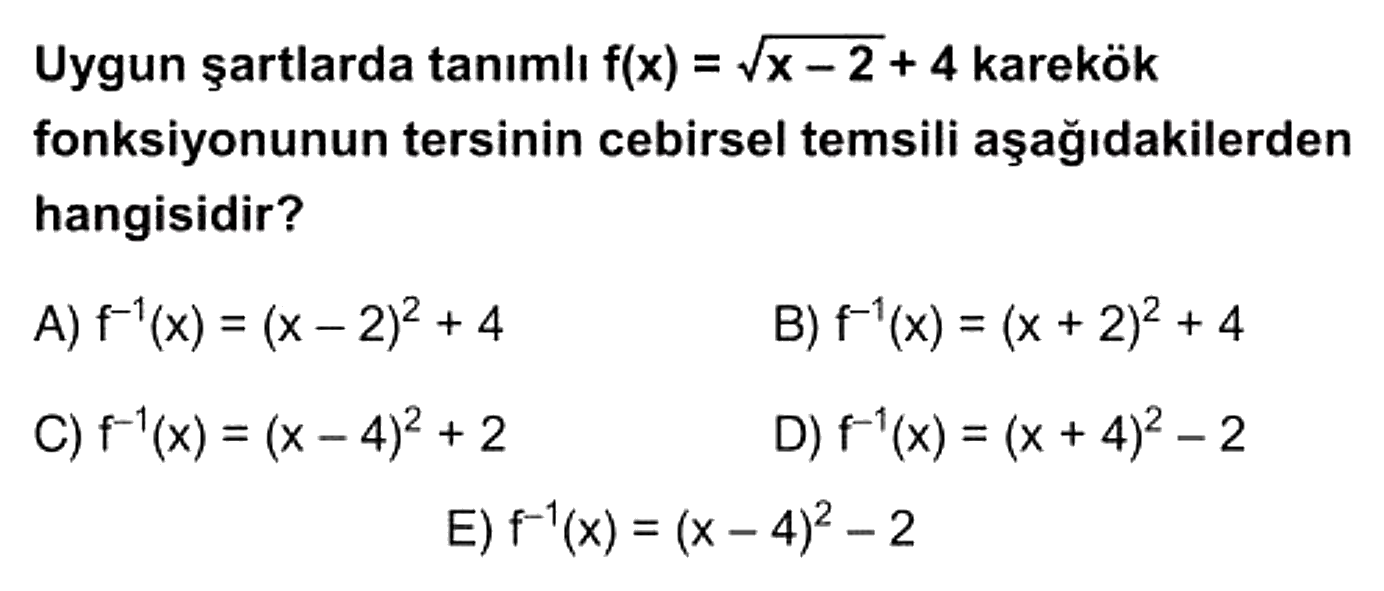 Uygun şartlarda tanımlı f(x) = √(x – 2) + 4 karekök
fonksiyonunun tersinin cebirsel temsili aşağıdakilerden
hangisidir?
A) f⁻¹(x) = (x – 2)² + 4 B) f⁻¹(x) = (x + 2)² + 4
C) f⁻¹(x) = (x – 4)² + 2 D) f⁻¹(x) = (x + 4)² – 2
E) f⁻¹(x) = (x – 4)² – 2